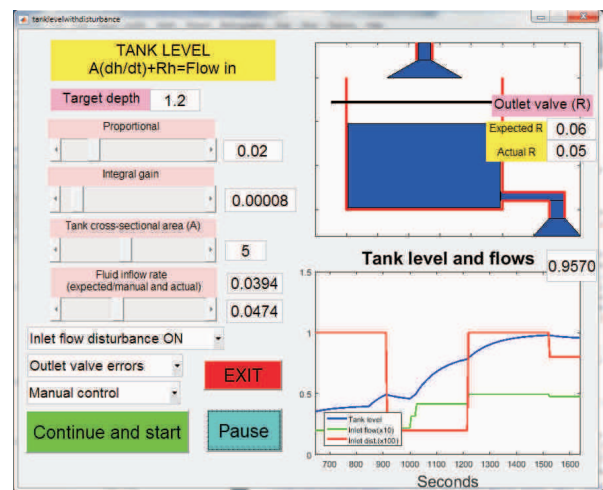 tanklevelwithdisturbance
TANK LEVEL
A(dh/dt)+Rh=Flow in
Target depth 1.2
Proportional
0.02
Integral gain
0.00008
Tank cross-sectional area (A)
5
Fluid inflow rate
(expected/manual and actual)
0.0394
0.0474
Inlet flow disturbance ON
Outlet valve errors
Manual control
EXIT
Continue and start
Pause
Outlet valve (R)
Expected R 0.06
Actual R 0.05
Tank level and flows
0.9570
1.5
1
0.5
0
Tank level
Inlet flow(x10)
Inlet dist.(x100)
700 800 900 1000 1100 1200 1300 1400 1500 1600
Seconds